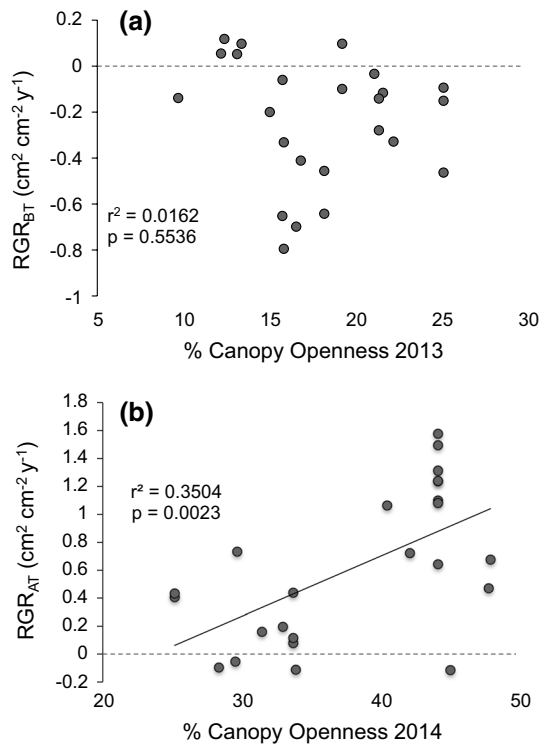 (a)
0.2
0
-0.2
-0.4
-0.6
-0.8
-1
RGR_BT (cm² cm⁻² y⁻¹)
r² = 0.0162
p = 0.5536
5 10 15 20 25 30
% Canopy Openness 2013
(b)
1.8
1.6
1.4
1.2
1
0.8
0.6
0.4
0.2
0
-0.2
RGR_AT (cm² cm⁻² y⁻¹)
r² = 0.3504
p = 0.0023
20 30 40 50
% Canopy Openness 2014